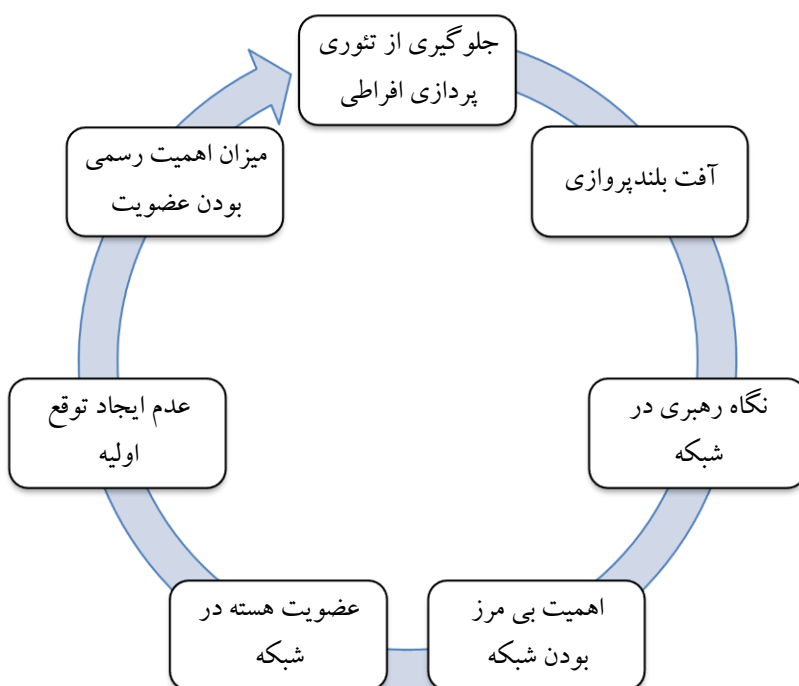 جلوگیری از تئوری
پردازی افراطی
آفت بلندپروازی
نگاه رهبری در
شبکه
اهمیت بی مرز
بودن شبکه
عضویت هسته در
شبکه
عدم ایجاد توقع
اولیه
میزان اهمیت رسمی
بودن عضویت